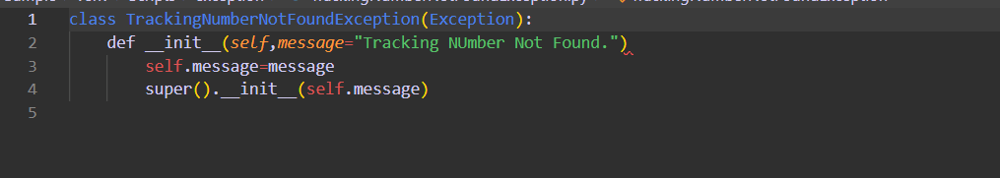 1 class TrackingNumberNotFoundException(Exception):
2 def __init__(self,message="Tracking NUmber Not Found.")
3 self.message=message
4 super().__init__(self.message)
5